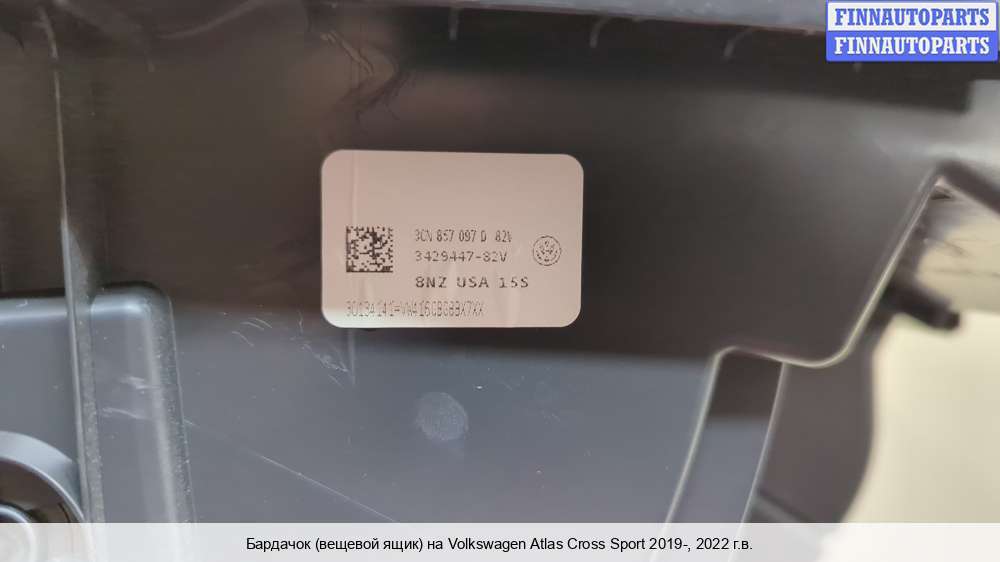 FINNAUTOPARTS
FINNAUTOPARTS
3CN 857 097 D 82V
3429447-82V
8NZ USA 15S
Бардачок (вещевой ящик) на Volkswagen Atlas Cross Sport 2019-, 2022 г.в.